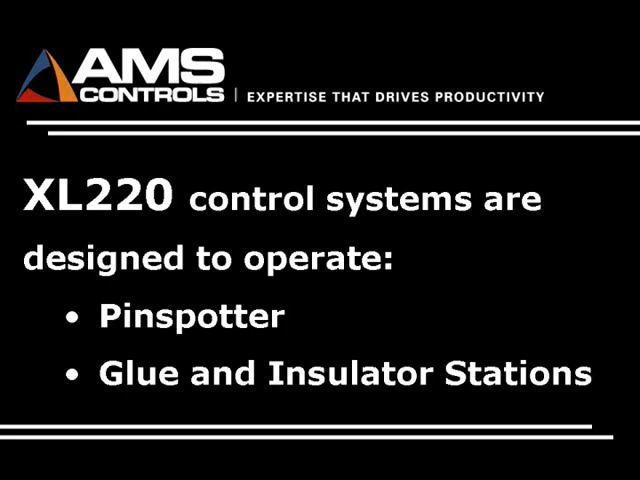 AMS
CONTROLS | EXPERTISE THAT DRIVES PRODUCTIVITY
XL220 control systems are
designed to operate:
• Pinspotter
• Glue and Insulator Stations